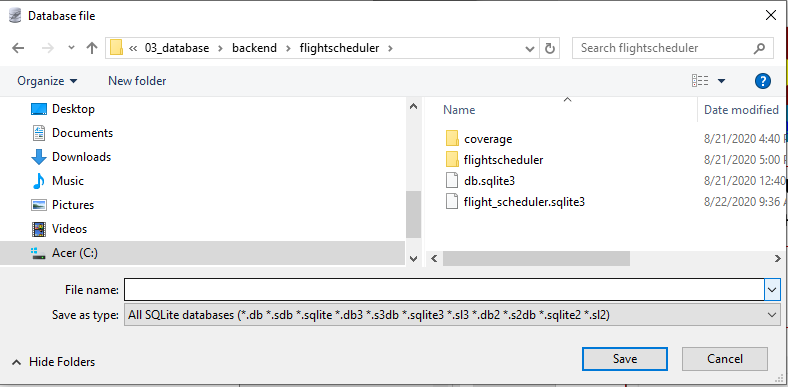 Database file
« 03_database > backend > flightscheduler >
Search flightscheduler
Organize
New folder
?
Desktop
Documents
Downloads
Music
Pictures
Videos
Acer (C:)
Name
Date modified
coverage
8/21/2020 4:40 P
flightscheduler
8/21/2020 5:00 P
db.sqlite3
8/21/2020 12:40
flight_scheduler.sqlite3
8/22/2020 9:36 A
File name:
Save as type: All SQLite databases (*.db *.sdb *.sqlite *.db3 *.s3db *.sqlite3 *.sl3 *.db2 *.s2db *.sqlite2 *.sl2)
Hide Folders
Save
Cancel